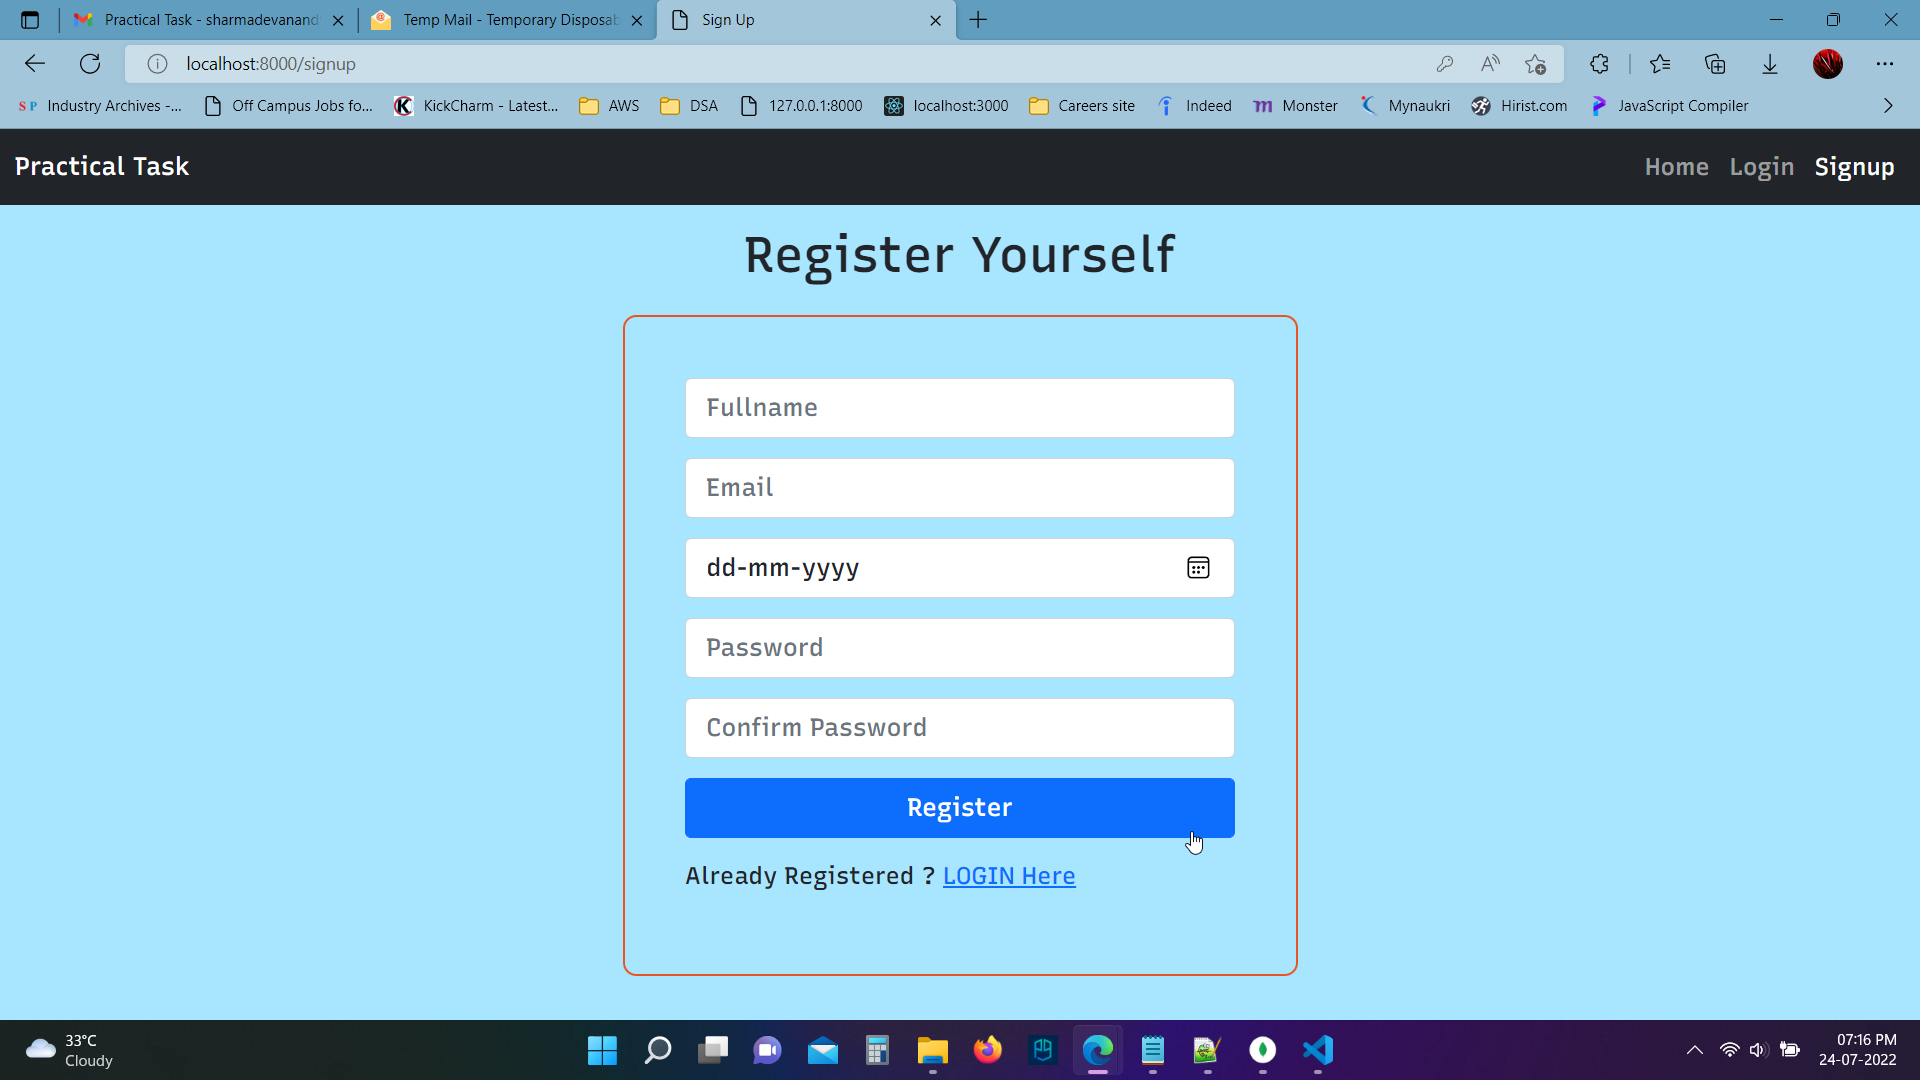 Practical Task - sharmadevanand
Temp Mail - Temporary Disposab
Sign Up
localhost:8000/signup
SP Industry Archives -...
Off Campus Jobs fo...
KickCharm - Latest...
AWS
DSA
127.0.0.1:8000
localhost:3000
Careers site
Indeed
Monster
Mynaukri
Hirist.com
JavaScript Compiler
Practical Task
Home
Login
Signup
Register Yourself
Fullname
Email
dd-mm-yyyy
Password
Confirm Password
Register
Already Registered ? LOGIN Here
33°C
Cloudy
07:16 PM
24-07-2022